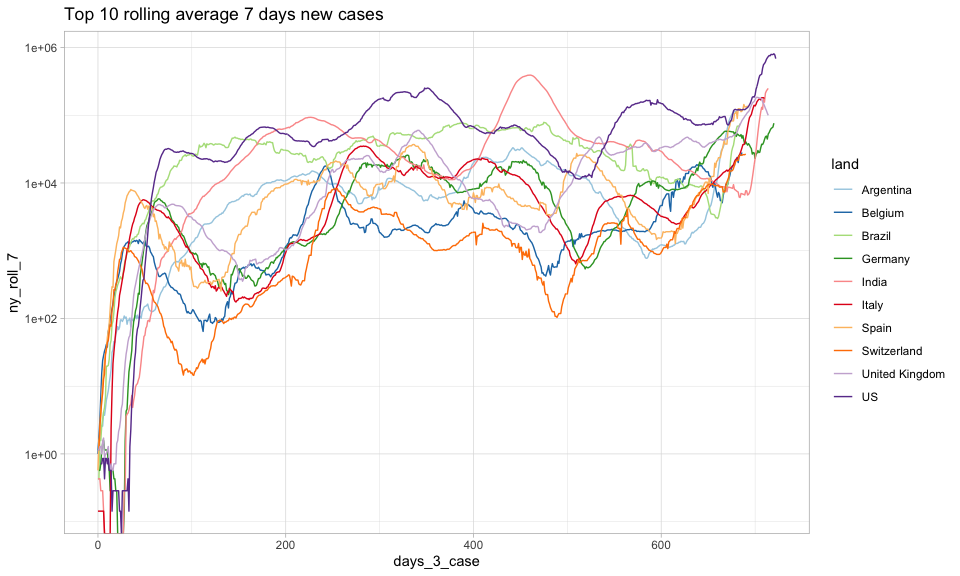 Top 10 rolling average 7 days new cases
1e+06
1e+04
1e+02
1e+00
ny_roll_7
0
200
400
600
days_3_case
land
Argentina
Belgium
Brazil
Germany
India
Italy
Spain
Switzerland
United Kingdom
US